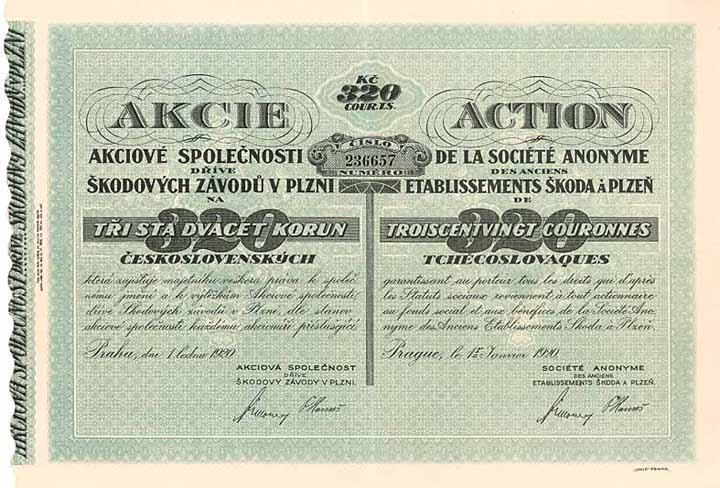 KČ
320
COUR.TS.
AKCIE
AKCIOVÉ SPOLEČNOSTI
DŘÍVE
ŠKODOVÝCH ZÁVODŮ V PLZNI
NA
320
TŘI STA DVACET KORUN
ČESKOSLOVENSKÝCH
která zajišťuje majetníku veškerá práva k společ
nému jmění a k výtěžkům Akciové společnosti,
dříve Škodových závodů v Plzni, dle stanov
akciové společnosti každému akcionáři příslušející
Praha, dne 1 ledna
AKCIOVÁ SPOLEČNOST
DŘÍVE
ŠKODOVY ZÁVODY V PLZNI.
ČÍSLO
236657
NUMÉRO
ACTION
DE LA SOCIÉTÉ ANONYME
DES ANCIENS
ETABLISSEMENTS ŠKODA À PLZEŇ
DE
320
TROISCENTVINGT COURONNES
TCHÉCOSLOVAQUES
garantissant au porteur tous les droits qui d'après
les Statuts sociaux reviennent à tout actionnaire
au fonds social et aux bénéfices de la Société Ano-
nyme des Anciens Etablissements Škoda à Plzeň.
Prague, le 1er Janvier
SOCIÉTÉ ANONYME
DES ANCIENS
ETABLISSEMENTS ŠKODA À PLZEŇ.
"UNIE" PRAHA.